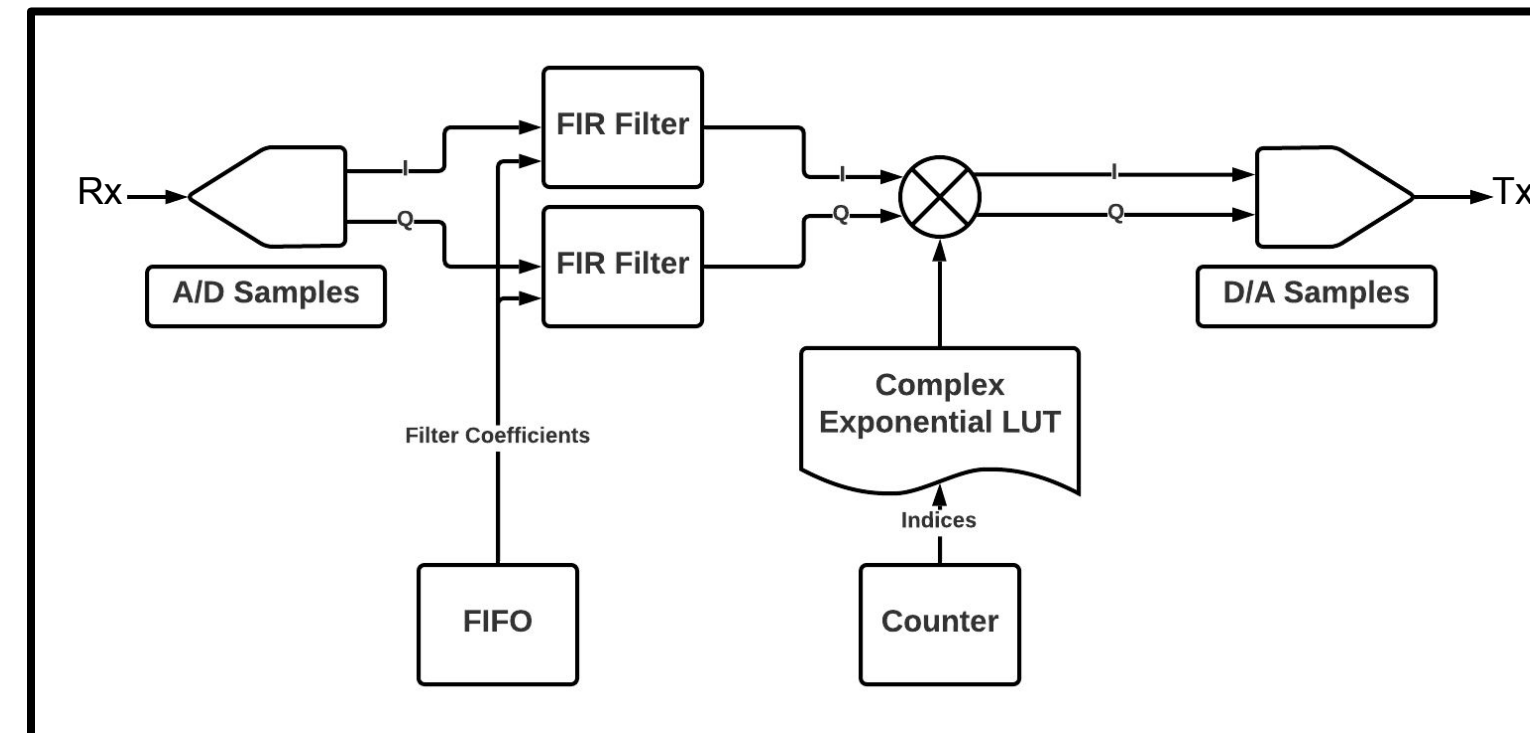 FIR Filter
I
Rx
I
Tx
I
Q
Q
Q
A/D Samples
FIR Filter
D/A Samples
Complex
Exponential LUT
Filter Coefficients
Indices
FIFO
Counter